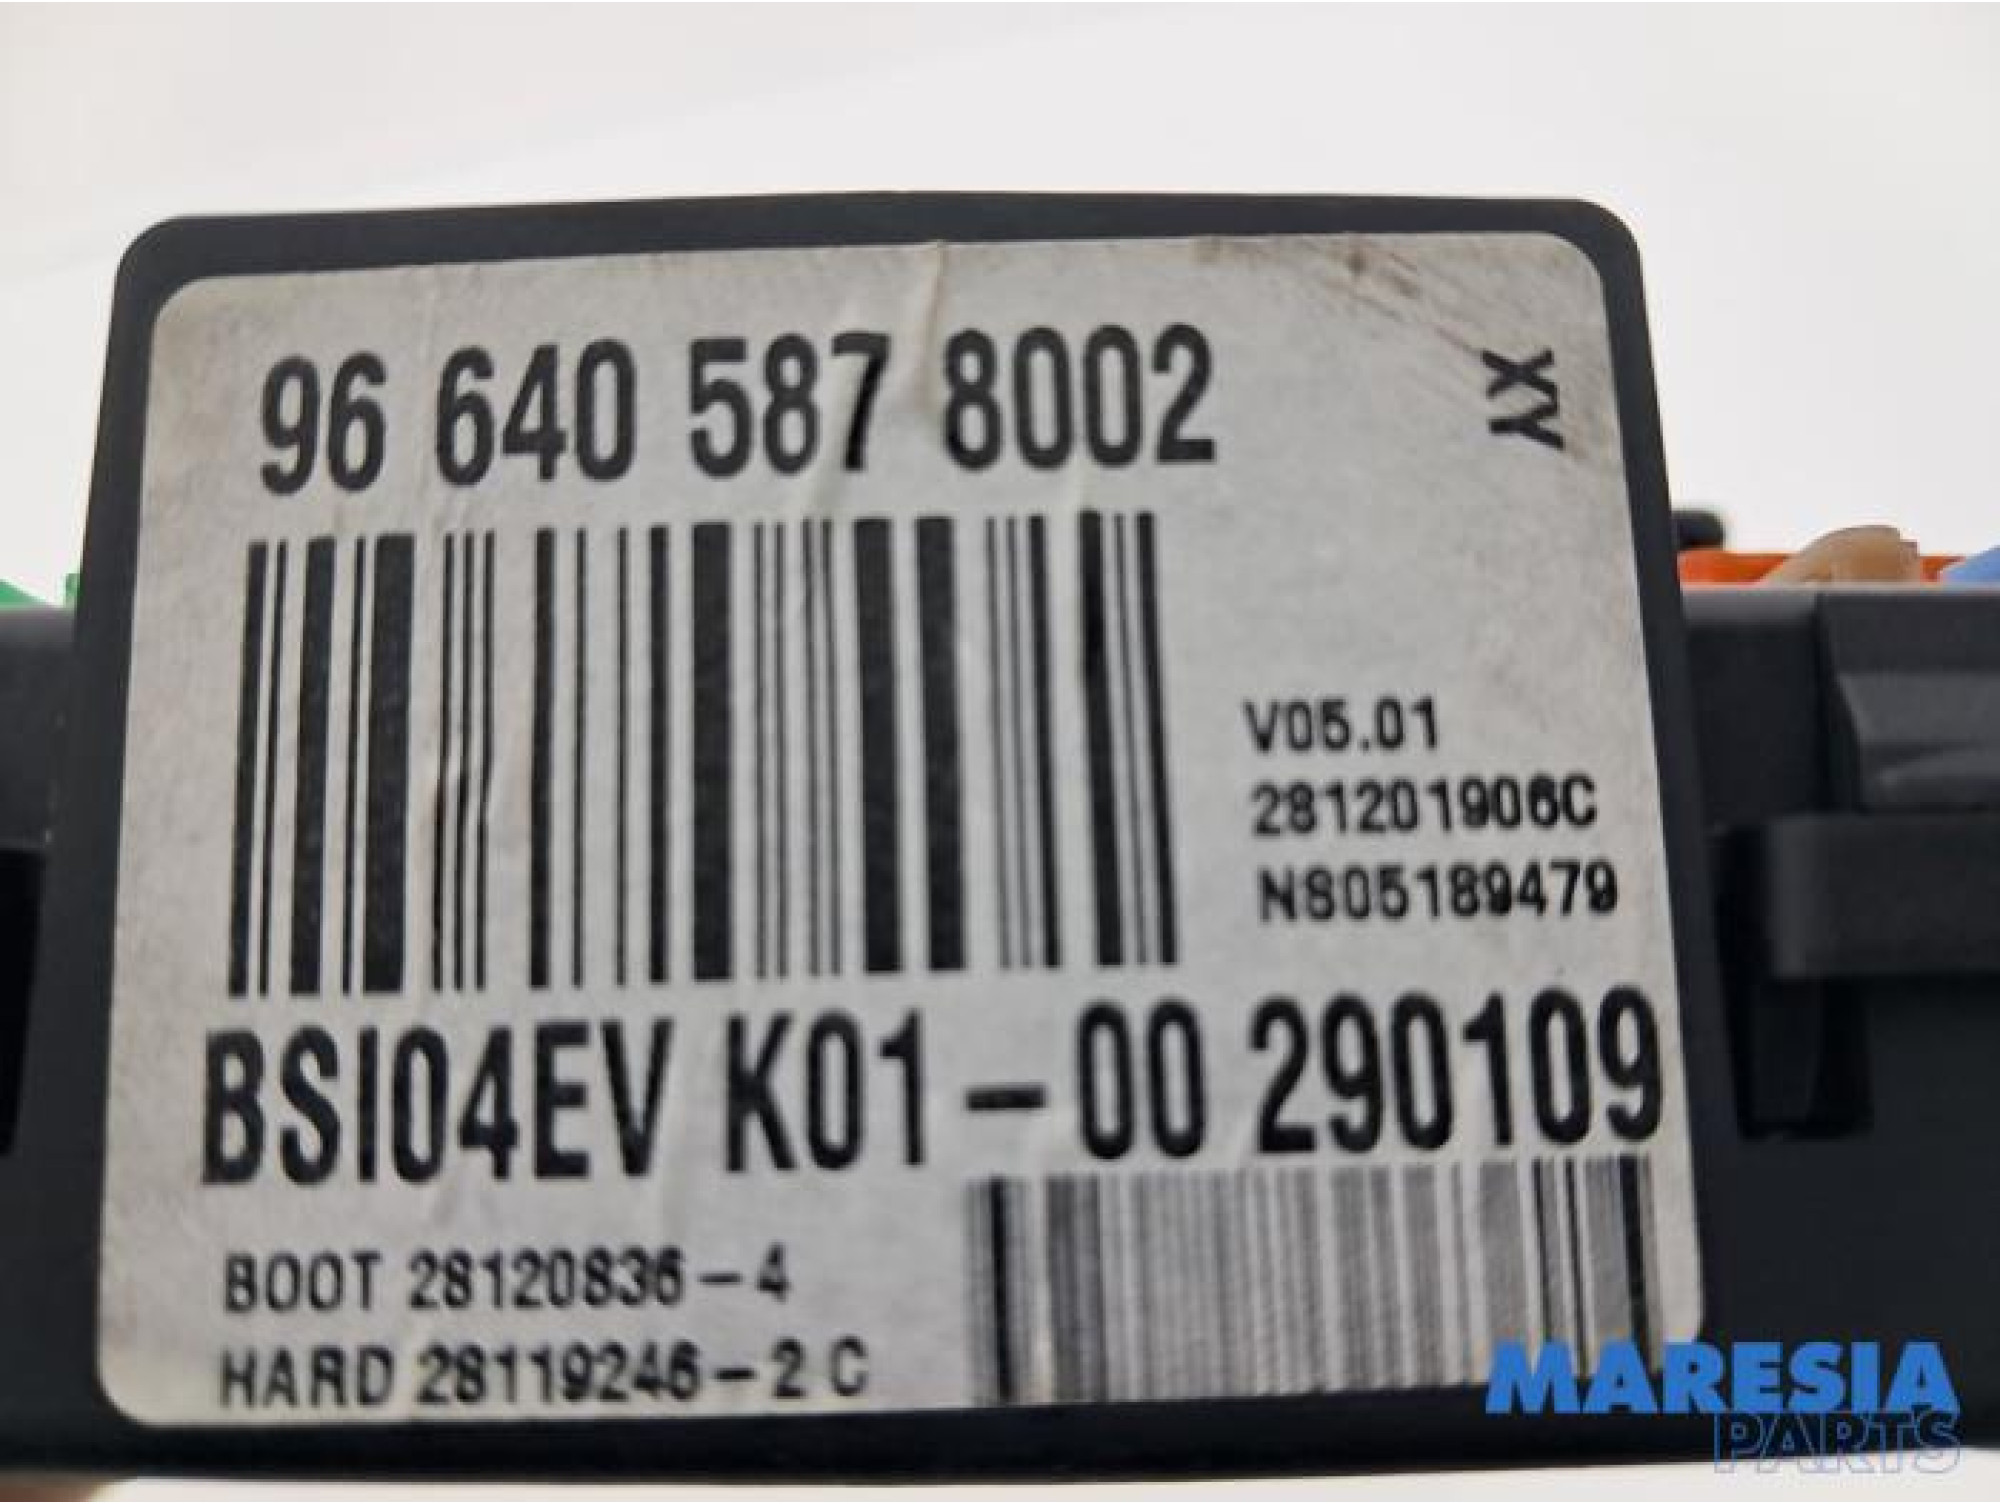 96 640 587 8002
XY
V05.01
281201906C
NS05189479
BSI04EV K01-00 290109
BOOT 28120836-4
HARD 28119246-2 C
MARESIA
PARTS